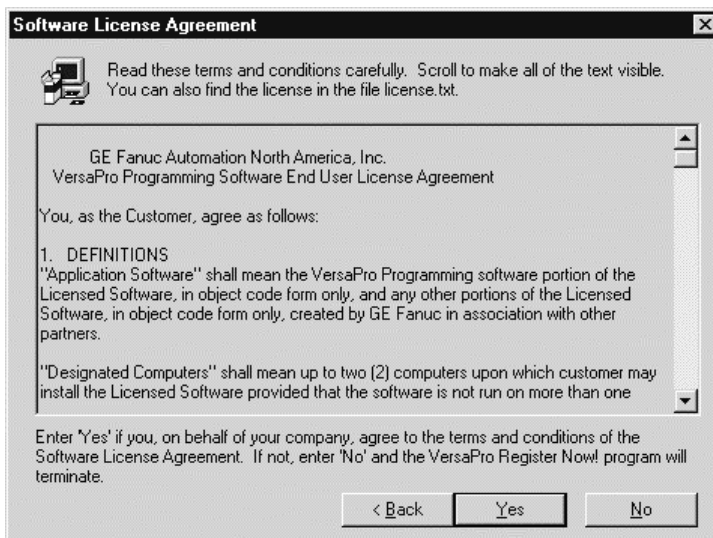 Software License Agreement
Read these terms and conditions carefully. Scroll to make all of the text visible.
You can also find the license in the file license.txt.
GE Fanuc Automation North America, Inc.
VersaPro Programming Software End User License Agreement
You, as the Customer, agree as follows:
1. DEFINITIONS
"Application Software" shall mean the VersaPro Programming software portion of the
Licensed Software, in object code form only, and any other portions of the Licensed
Software, in object code form only, created by GE Fanuc in association with other
partners.
"Designated Computers" shall mean up to two (2) computers upon which customer may
install the Licensed Software provided that the software is not run on more than one
Enter 'Yes' if you, on behalf of your company, agree to the terms and conditions of the
Software License Agreement. If not, enter 'No' and the VersaPro Register Now! program will
terminate.
< Back Yes No